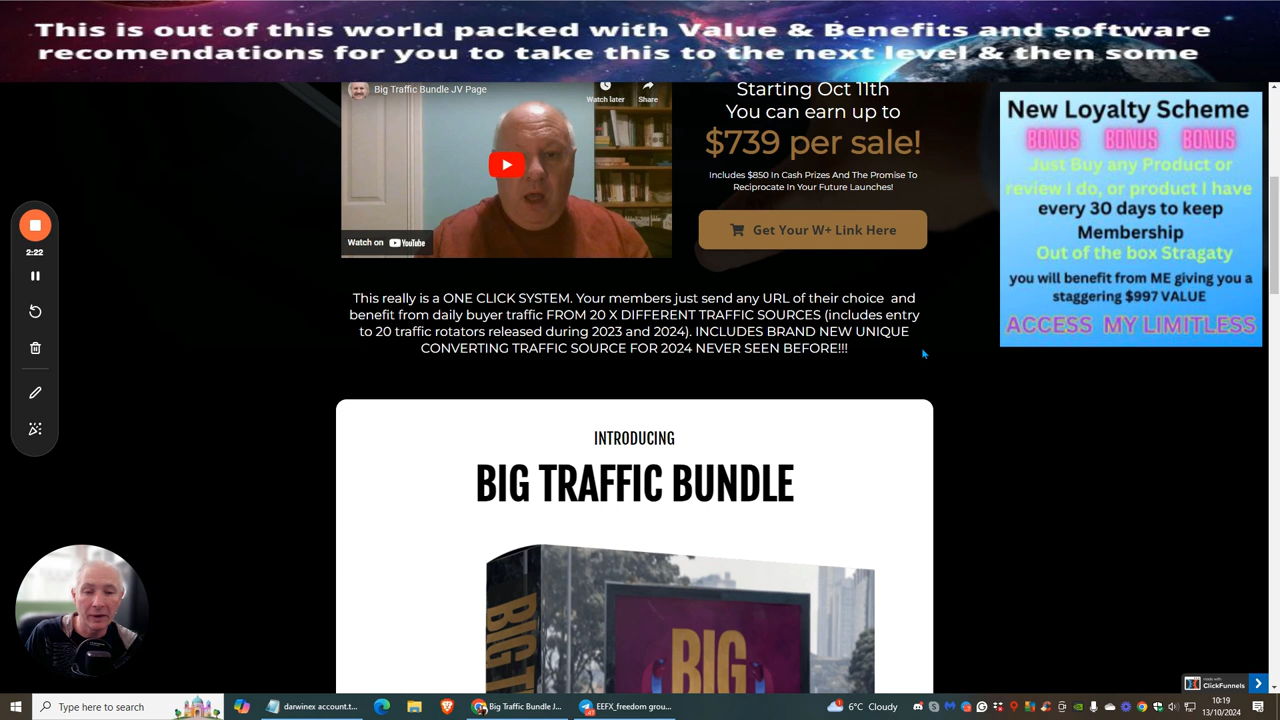 This is out of this world packed with Value & Benefits and software
recomendations for you to take this to the next level & then some
Big Traffic Bundle JV Page
Watch later
Share
Watch on YouTube
Starting Oct 11th
You can earn up to
$739 per sale!
Includes $850 In Cash Prizes And The Promise To
Reciprocate In Your Future Launches!
Get Your W+ Link Here
New Loyalty Scheme
BONUS BONUS BONUS
Just Buy any Product or
review I do, or product I have
every 30 days to keep
Membership
Out of the box Stragaty
you will benefit from ME giving you a
staggering $997 VALUE
ACCESS MY LIMITLESS
2:22
This really is a ONE CLICK SYSTEM. Your members just send any URL of their choice and
benefit from daily buyer traffic FROM 20 X DIFFERENT TRAFFIC SOURCES (includes entry
to 20 traffic rotators released during 2023 and 2024). INCLUDES BRAND NEW UNIQUE
CONVERTING TRAFFIC SOURCE FOR 2024 NEVER SEEN BEFORE!!!
INTRODUCING
BIG TRAFFIC BUNDLE
BIG
BIG T
made with
ClickFunnels
Type here to search
darwinex account.t...
Big Traffic Bundle J...
EEFX_freedom grou...
6°C Cloudy
10:19
13/10/2024